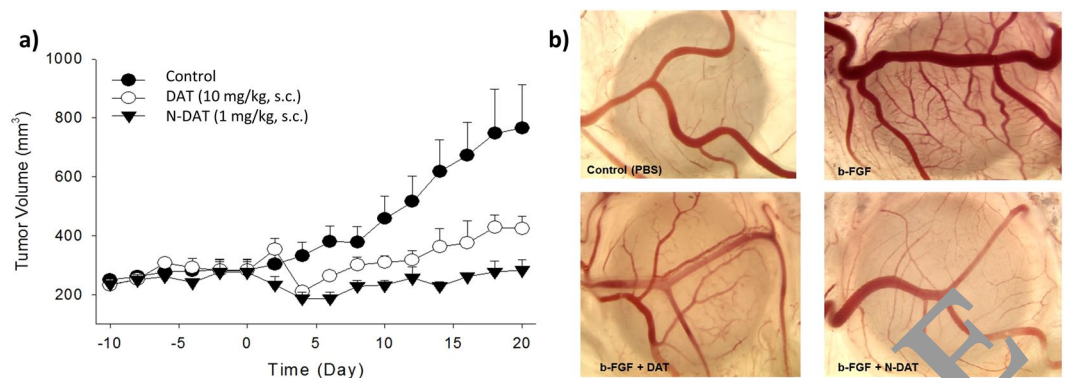 a)
Control
DAT (10 mg/kg, s.c.)
N-DAT (1 mg/kg, s.c.)
Tumor Volume (mm³)
1000
800
600
400
200
-10 -5 0 5 10 15 20
Time (Day)
b)
Control (PBS)
b-FGF
b-FGF + DAT
b-FGF + N-DAT
E